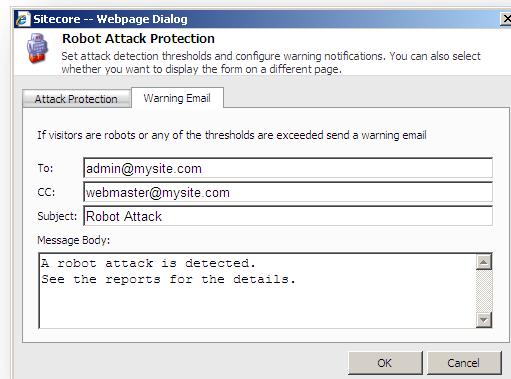 Sitecore -- Webpage Dialog
Robot Attack Protection
Set attack detection thresholds and configure warning notifications. You can also select
whether you want to display the form on a different page.
Attack Protection
Warning Email
If visitors are robots or any of the thresholds are exceeded send a warning email
To: admin@mysite.com
CC: webmaster@mysite.com
Subject: Robot Attack
Message Body:
A robot attack is detected.
See the reports for the details.
OK
Cancel